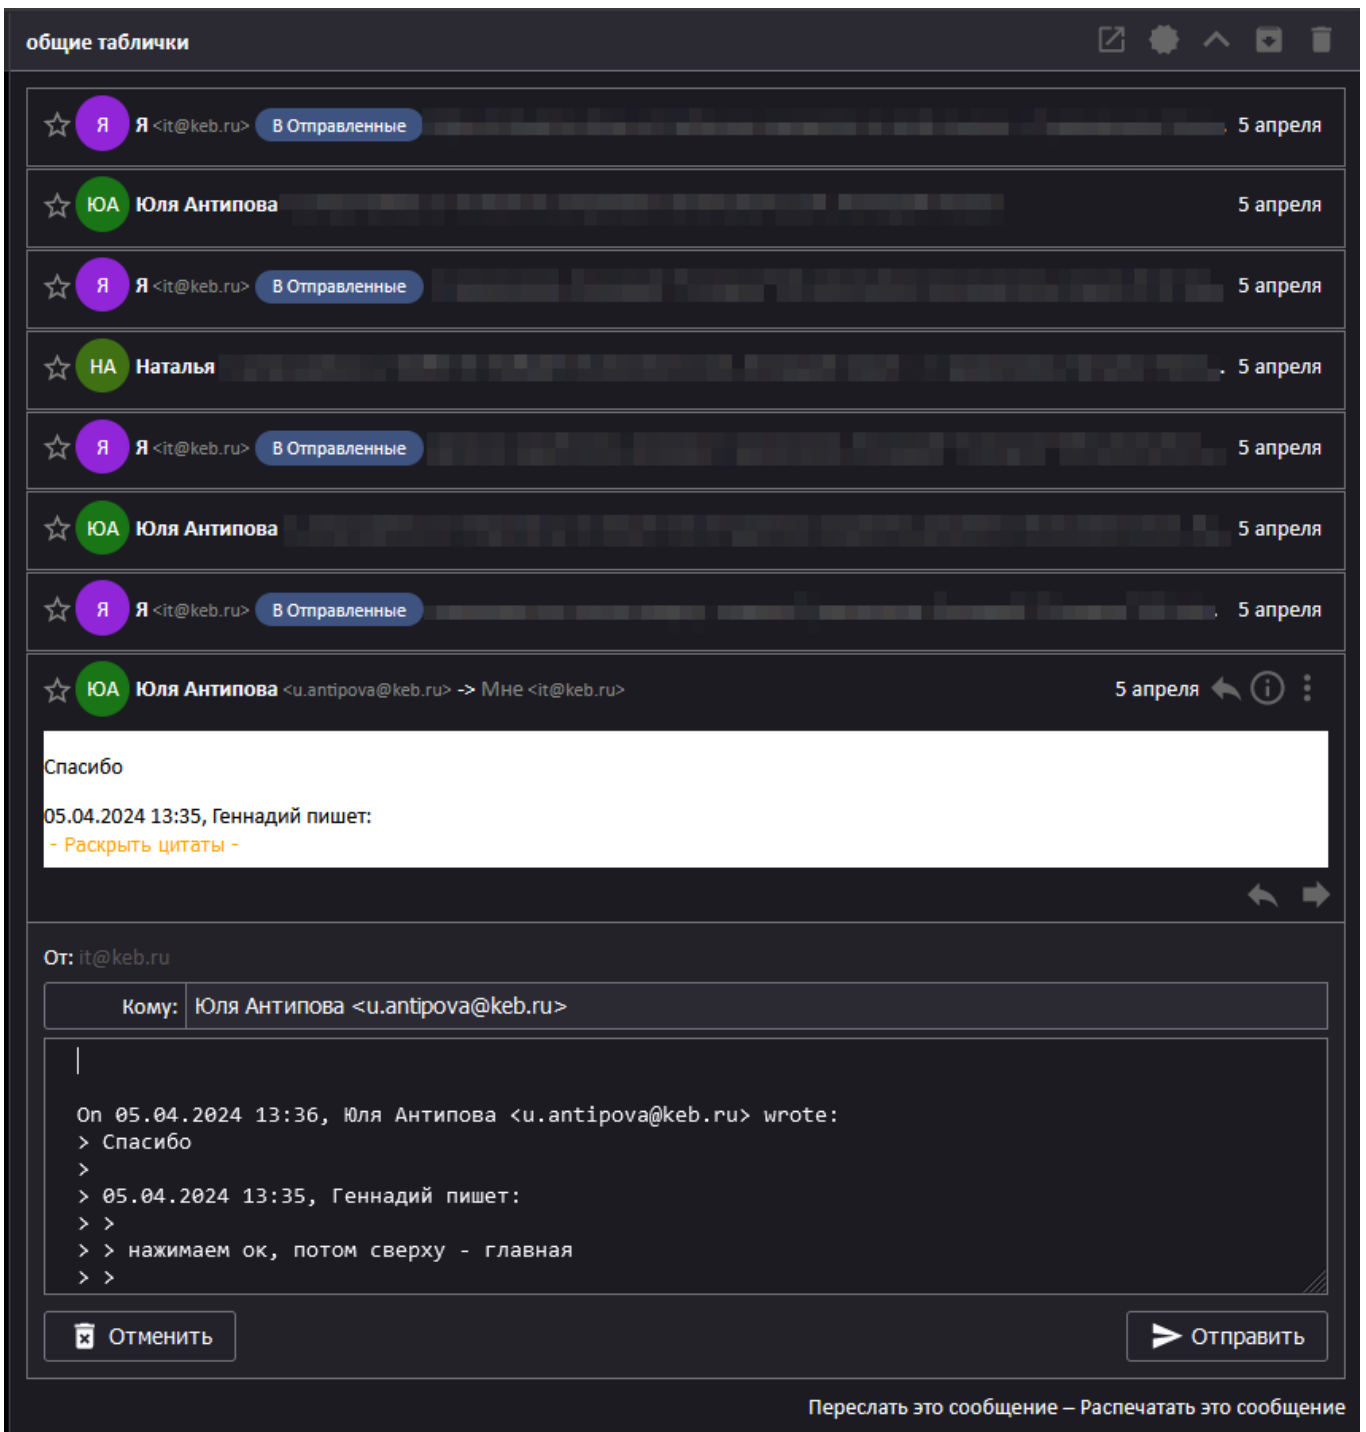 общие таблички
Я Я <it@keb.ru> В Отправленные 5 апреля
ЮА Юля Антипова 5 апреля
Я Я <it@keb.ru> В Отправленные 5 апреля
НА Наталья . 5 апреля
Я Я <it@keb.ru> В Отправленные 5 апреля
ЮА Юля Антипова 5 апреля
Я Я <it@keb.ru> В Отправленные . 5 апреля
ЮА Юля Антипова <u.antipova@keb.ru> -> Мне <it@keb.ru> 5 апреля
Спасибо
05.04.2024 13:35, Геннадий пишет:
- Раскрыть цитаты -
От: it@keb.ru
Кому: Юля Антипова <u.antipova@keb.ru>
On 05.04.2024 13:36, Юля Антипова <u.antipova@keb.ru> wrote:
> Спасибо
>
> 05.04.2024 13:35, Геннадий пишет:
> >
> > нажимаем ок, потом сверху - главная
> >
Отменить Отправить
Переслать это сообщение – Распечатать это сообщение